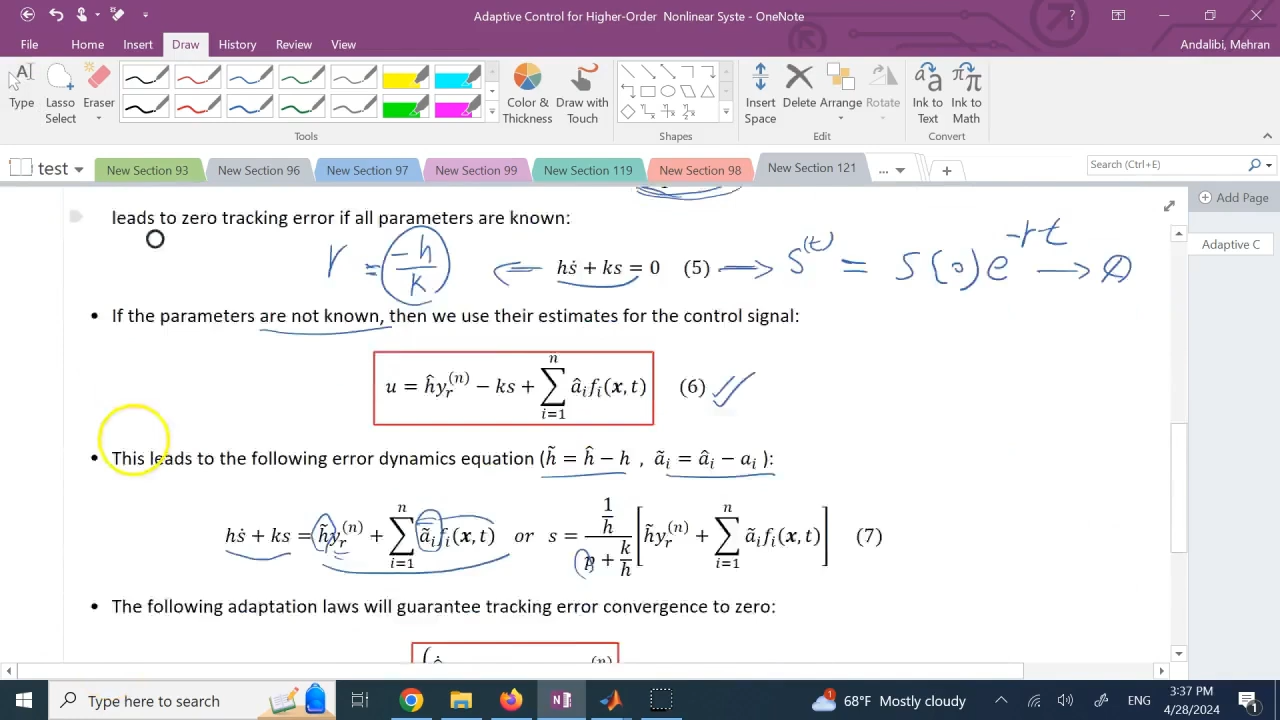 Adaptive Control for Higher-Order Nonlinear Syste - OneNote
?
File Home Insert Draw History Review View
Andalibi, Mehran
Type
Lasso Select
Eraser
Color & Thickness
Draw with Touch
Insert Space
Delete
Arrange
Rotate
Ink to Text
Ink to Math
Tools
Shapes
Edit
Convert
test
New Section 93
New Section 96
New Section 97
New Section 99
New Section 119
New Section 98
New Section 121
...
Search (Ctrl+E)
Add Page
Adaptive C
leads to zero tracking error if all parameters are known:
r = -h/k ⇐ hṡ + ks = 0 (5) → s(t) = s(0)e^-rt → 0
• If the parameters are not known, then we use their estimates for the control signal:
u = ĥy_r^(n) − ks + ∑_{i=1}^{n} â_i f_i(x, t) (6)
• This leads to the following error dynamics equation (h̃ = ĥ − h , ã_i = â_i − a_i ):
hṡ + ks = h̃y_r^(n) + ∑_{i=1}^{n} ã_i f_i(x, t) or s = (1/h)/(p + k/h) [h̃y_r^(n) + ∑_{i=1}^{n} ã_i f_i(x, t)] (7)
• The following adaptation laws will guarantee tracking error convergence to zero:
Type here to search
68°F Mostly cloudy
ENG
3:37 PM
4/28/2024